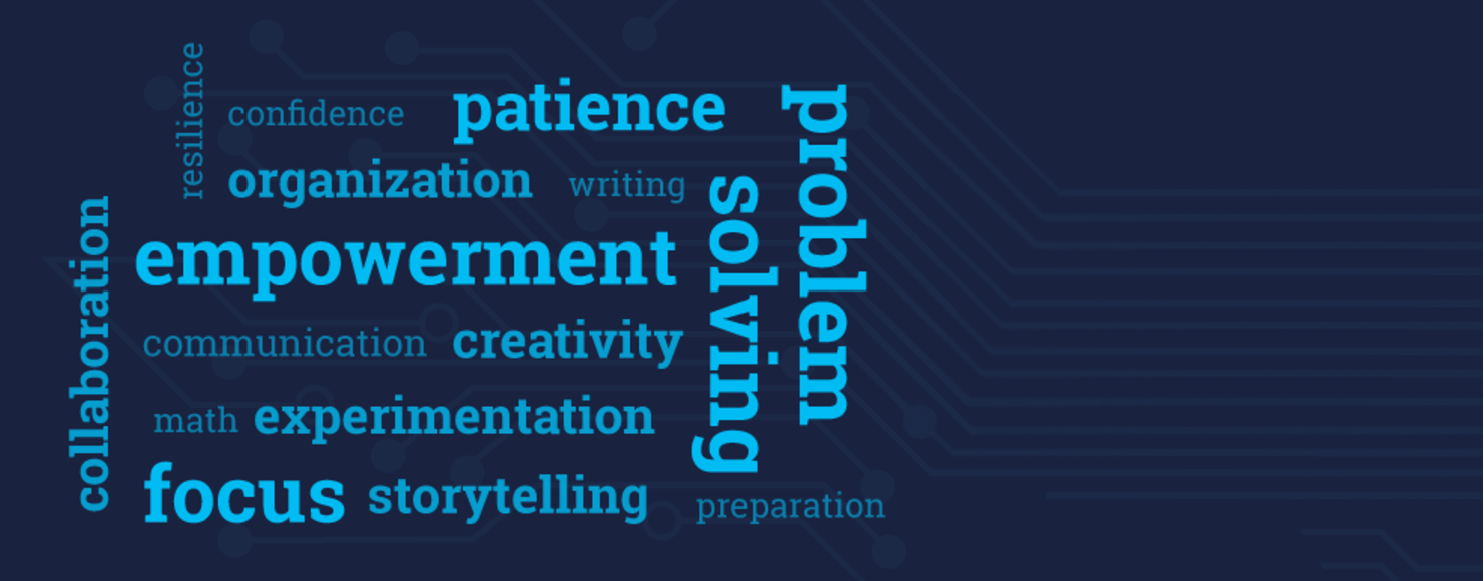 resilience
confidence
patience
organization
writing
empowerment
collaboration
communication
creativity
math
experimentation
focus
storytelling
preparation
problem
solving